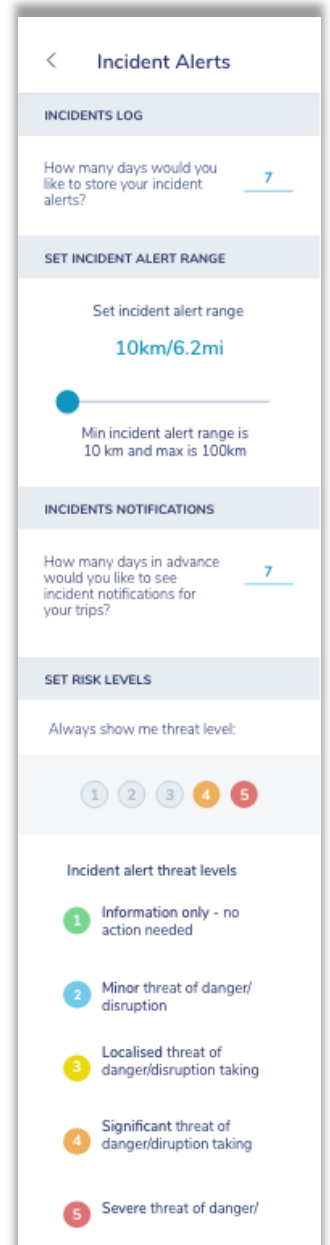 Incident Alerts
INCIDENTS LOG
How many days would you
like to store your incident
alerts?
7
SET INCIDENT ALERT RANGE
Set incident alert range
10km/6.2mi
Min incident alert range is
10 km and max is 100km
INCIDENTS NOTIFICATIONS
How many days in advance
would you like to see
incident notifications for
your trips?
7
SET RISK LEVELS
Always show me threat level:
1 2 3 4 5
Incident alert threat levels
1 Information only - no
action needed
2 Minor threat of danger/
disruption
3 Localised threat of
danger/disruption taking
4 Significant threat of
danger/diruption taking
5 Severe threat of danger/